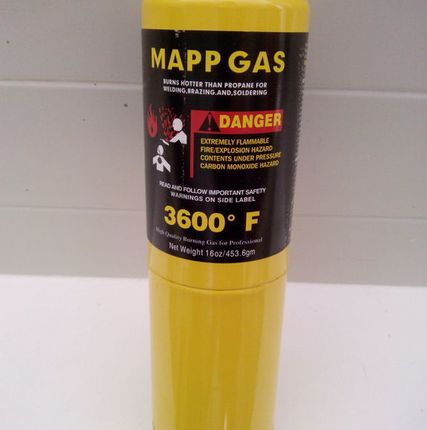 MAPP GAS
BURNS HOTTER THAN PROPANE FOR
WELDING,BRAZING.AND,SOLDERING
DANGER
EXTREMELY FLAMMABLE
FIRE/EXPLOSION HAZARD
CONTENTS UNDER PRESSURE
CARBON MONOXIDE HAZARD
READ AND FOLLOW IMPORTANT SAFETY
WARNINGS ON SIDE LABEL
3600° F
High Quality Burning Gas for Professional
Net Weight 16oz/453.6gm